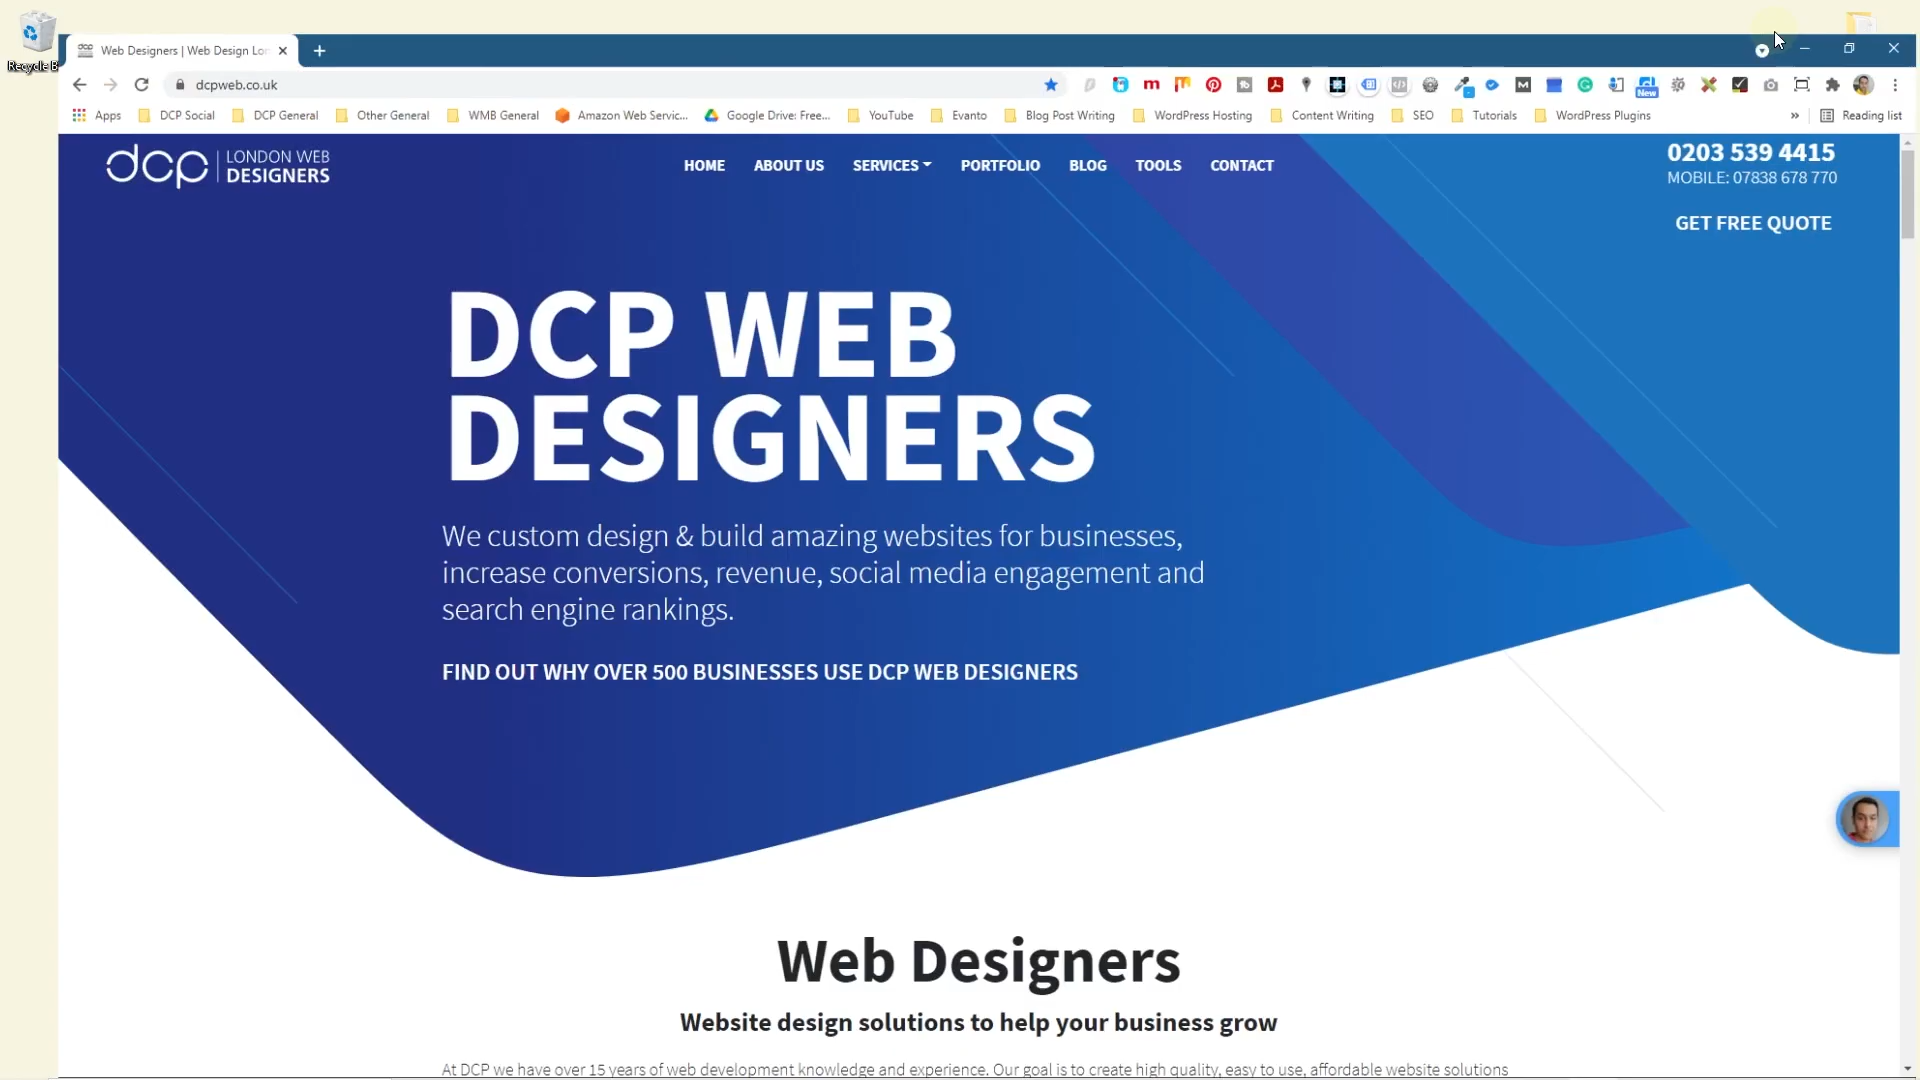 Recycle B
Web Designers | Web Design Lon
dcpweb.co.uk
New
Apps
DCP Social
DCP General
Other General
WMB General
Amazon Web Servic...
Google Drive: Free...
YouTube
Evanto
Blog Post Writing
WordPress Hosting
Content Writing
SEO
Tutorials
WordPress Plugins
»
Reading list
dcp LONDON WEB DESIGNERS
HOME
ABOUT US
SERVICES
PORTFOLIO
BLOG
TOOLS
CONTACT
0203 539 4415
MOBILE: 07838 678 770
GET FREE QUOTE
DCP WEB
DESIGNERS
We custom design & build amazing websites for businesses,
increase conversions, revenue, social media engagement and
search engine rankings.
FIND OUT WHY OVER 500 BUSINESSES USE DCP WEB DESIGNERS
Web Designers
Website design solutions to help your business grow
At DCP we have over 15 years of web development knowledge and experience. Our goal is to create high quality, easy to use, affordable website solutions